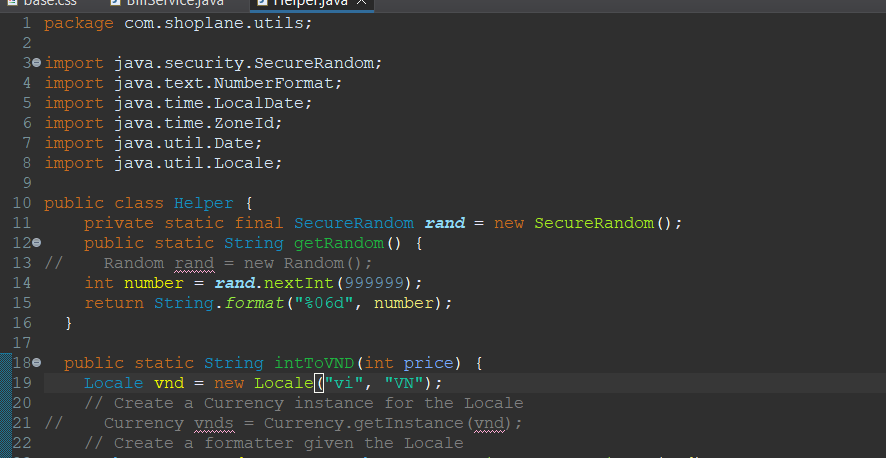 base.css BillService.java Helper.java
1 package com.shoplane.utils;
2
3 import java.security.SecureRandom;
4 import java.text.NumberFormat;
5 import java.time.LocalDate;
6 import java.time.ZoneId;
7 import java.util.Date;
8 import java.util.Locale;
9
10 public class Helper {
11     private static final SecureRandom rand = new SecureRandom();
12     public static String getRandom() {
13 //    Random rand = new Random();
14     int number = rand.nextInt(999999);
15     return String.format("%06d", number);
16   }
17
18   public static String intToVND(int price) {
19     Locale vnd = new Locale("vi", "VN");
20     // Create a Currency instance for the Locale
21 //    Currency vnds = Currency.getInstance(vnd);
22     // Create a formatter given the Locale